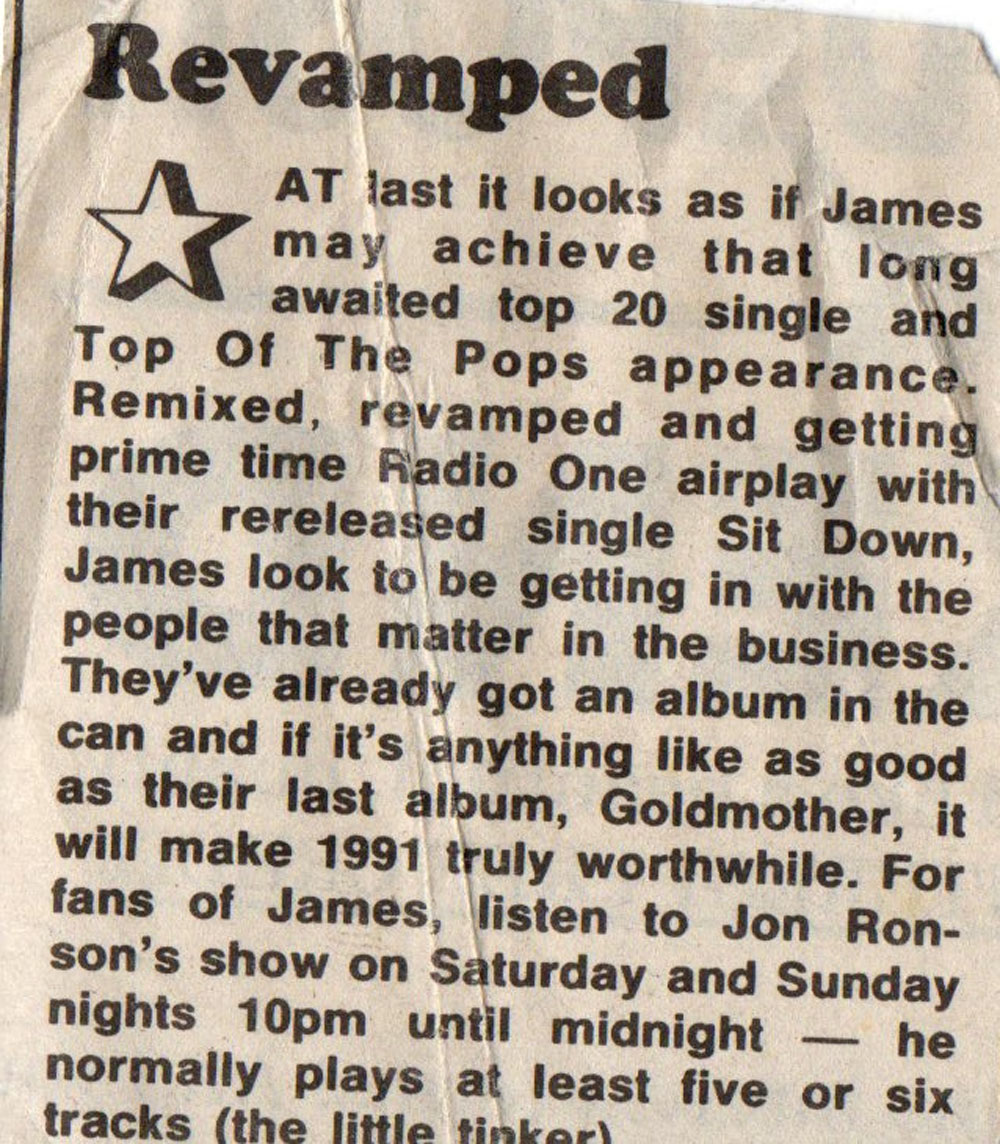 Revamped
AT last it looks as if James
may achieve that long
awaited top 20 single and
Top Of The Pops appearance.
Remixed, revamped and getting
prime time Radio One airplay with
their rereleased single Sit Down,
James look to be getting in with the
people that matter in the business.
They've already got an album in the
can and if it's anything like as good
as their last album, Goldmother, it
will make 1991 truly worthwhile. For
fans of James, listen to Jon Ron-
son's show on Saturday and Sunday
nights 10pm until midnight — he
normally plays at least five or six
tracks (the little tinker)